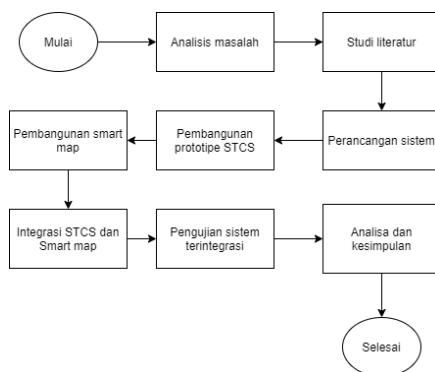 Mulai
Analisis masalah
Studi literatur
Perancangan sistem
Pembangunan
prototipe STCS
Pembangunan smart
map
Integrasi STCS dan
Smart map
Pengujian sistem
terintegrasi
Analisa dan
kesimpulan
Selesai